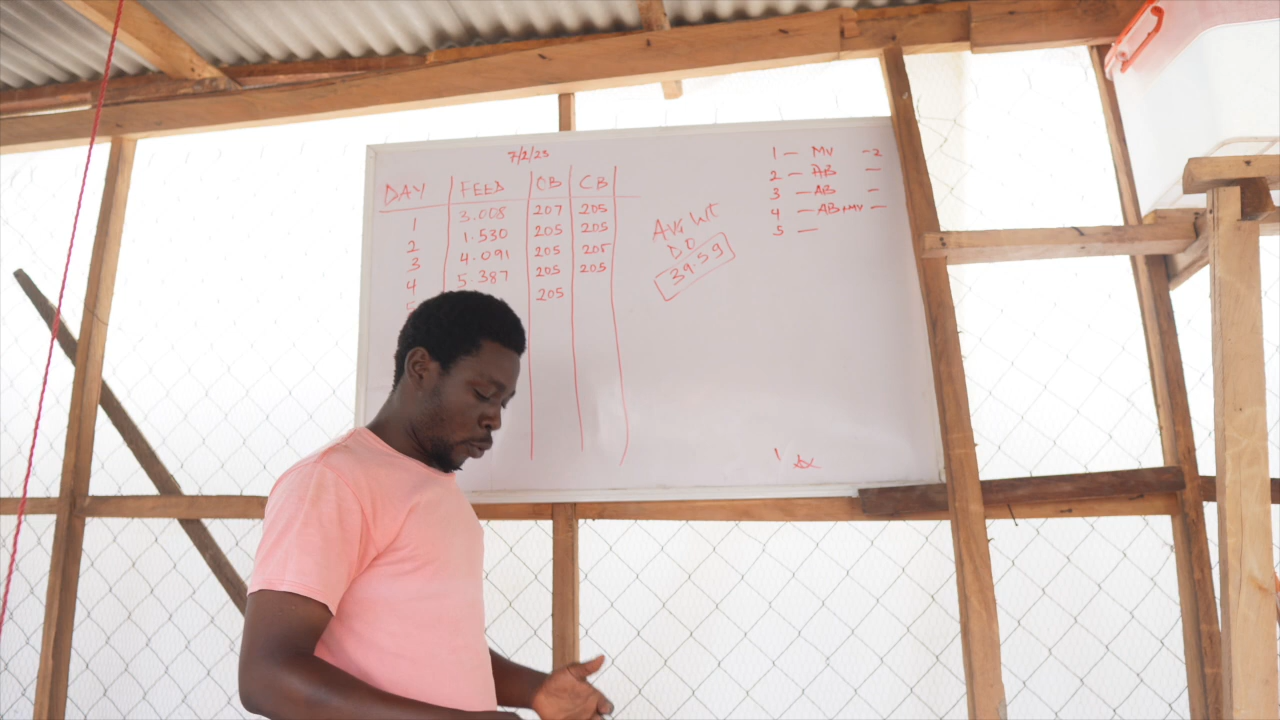 7/2/23
DAY FEED OB CB
1 3.008 207 205
2 1.530 205 205
3 4.091 205 205
4 5.387 205 205
205
AVG WT
DO
39.59
1 — MV -2
2 — AB —
3 — AB -
4 — AB+MV —
5 —